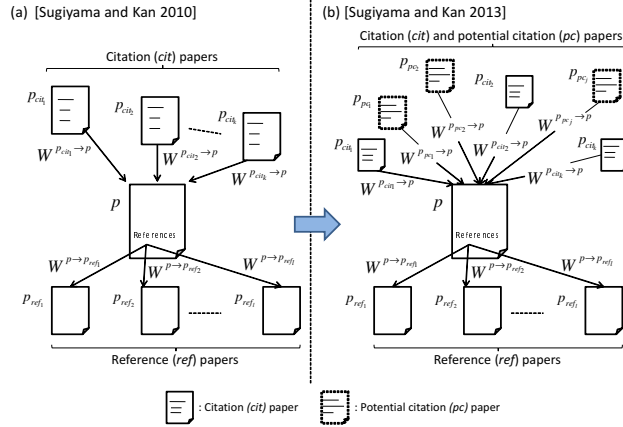 (a) [Sugiyama and Kan 2010]
Citation (cit) papers
p_cit1
p_cit2
p_citk
W^p_cit1→p
W^p_cit2→p
W^p_citk→p
p
References
W^p→p_ref1
W^p→p_ref2
W^p→p_refl
p_ref1
p_ref2
p_refl
Reference (ref) papers
(b) [Sugiyama and Kan 2013]
Citation (cit) and potential citation (pc) papers
p_pc2
p_cit2
p_pcj
p_pc1
p_cit1
p_citk
W^p_pc2→p
W^p_pcj→p
W^p_pc1→p
W^p_cit2→p
W^p_cit1→p
W^p_citk→p
p
References
W^p→p_ref1
W^p→p_ref2
W^p→p_refl
p_ref1
p_ref2
p_refl
Reference (ref) papers
: Citation (cit) paper
: Potential citation (pc) paper